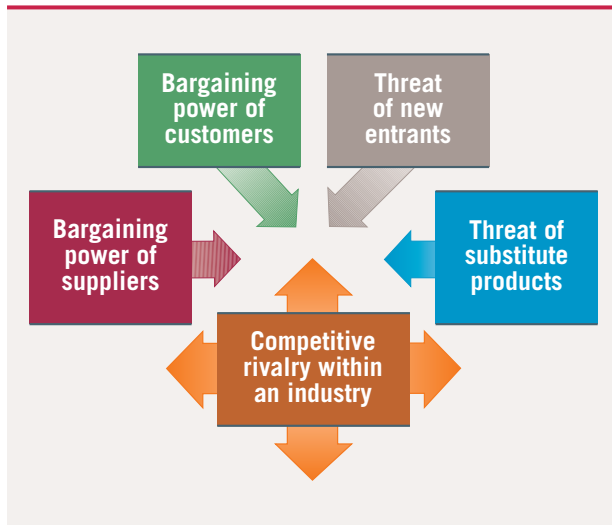 Bargaining
power of
customers
Threat
of new
entrants
Bargaining
power of
suppliers
Threat of
substitute
products
Competitive
rivalry within
an industry